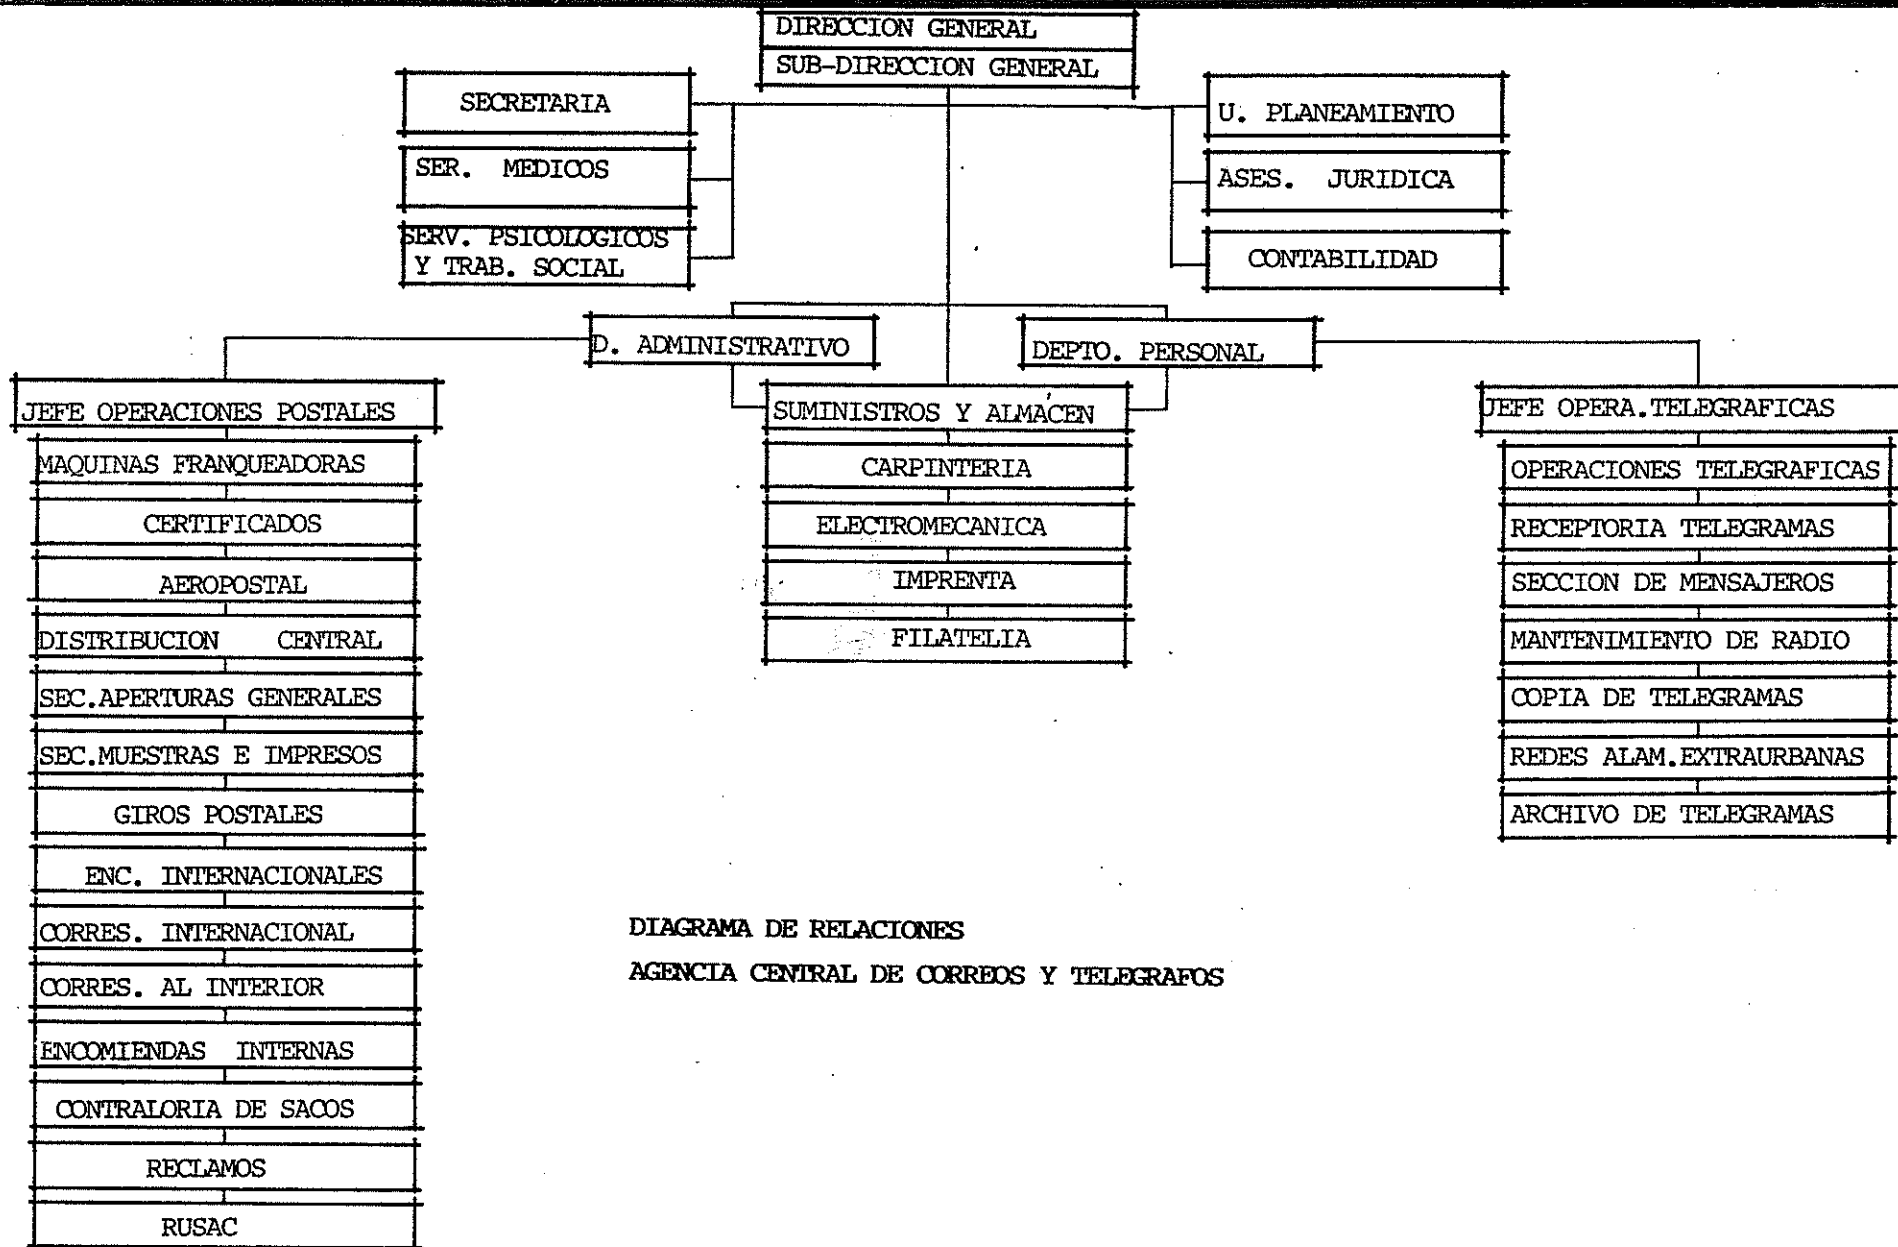 DIRECCION GENERAL
SUB-DIRECCION GENERAL
SECRETARIA
SER. MEDICOS
SERV. PSICOLOGICOS
Y TRAB. SOCIAL
U. PLANEAMIENTO
ASES. JURIDICA
CONTABILIDAD
D. ADMINISTRATIVO
DEPTO. PERSONAL
JEFE OPERACIONES POSTALES
MAQUINAS FRANQUEADORAS
CERTIFICADOS
AEROPOSTAL
DISTRIBUCION CENTRAL
SEC.APERTURAS GENERALES
SEC.MUESTRAS E IMPRESOS
GIROS POSTALES
ENC. INTERNACIONALES
CORRES. INTERNACIONAL
CORRES. AL INTERIOR
ENCOMIENDAS INTERNAS
CONTRALORIA DE SACOS
RECLAMOS
RUSAC
SUMINISTROS Y ALMACEN
CARPINTERIA
ELECTROMECANICA
IMPRENTA
FILATELIA
JEFE OPERA.TELEGRAFICAS
OPERACIONES TELEGRAFICAS
RECEPTORIA TELEGRAMAS
SECCION DE MENSAJEROS
MANTENIMIENTO DE RADIO
COPIA DE TELEGRAMAS
REDES ALAM.EXTRAURBANAS
ARCHIVO DE TELEGRAMAS
DIAGRAMA DE RELACIONES
AGENCIA CENTRAL DE CORREOS Y TELEGRAFOS